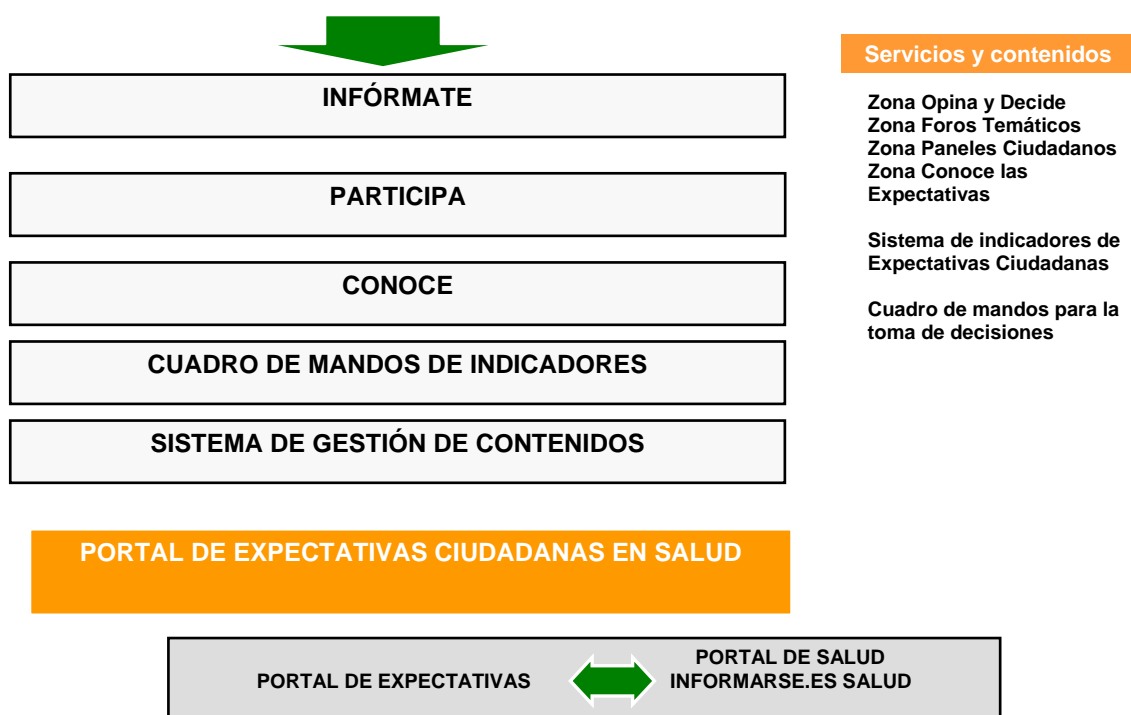 INFÓRMATE
PARTICIPA
CONOCE
CUADRO DE MANDOS DE INDICADORES
SISTEMA DE GESTIÓN DE CONTENIDOS
PORTAL DE EXPECTATIVAS CIUDADANAS EN SALUD
PORTAL DE EXPECTATIVAS
PORTAL DE SALUD
INFORMARSE.ES SALUD
Servicios y contenidos
Zona Opina y Decide
Zona Foros Temáticos
Zona Paneles Ciudadanos
Zona Conoce las
Expectativas
Sistema de indicadores de
Expectativas Ciudadanas
Cuadro de mandos para la
toma de decisiones